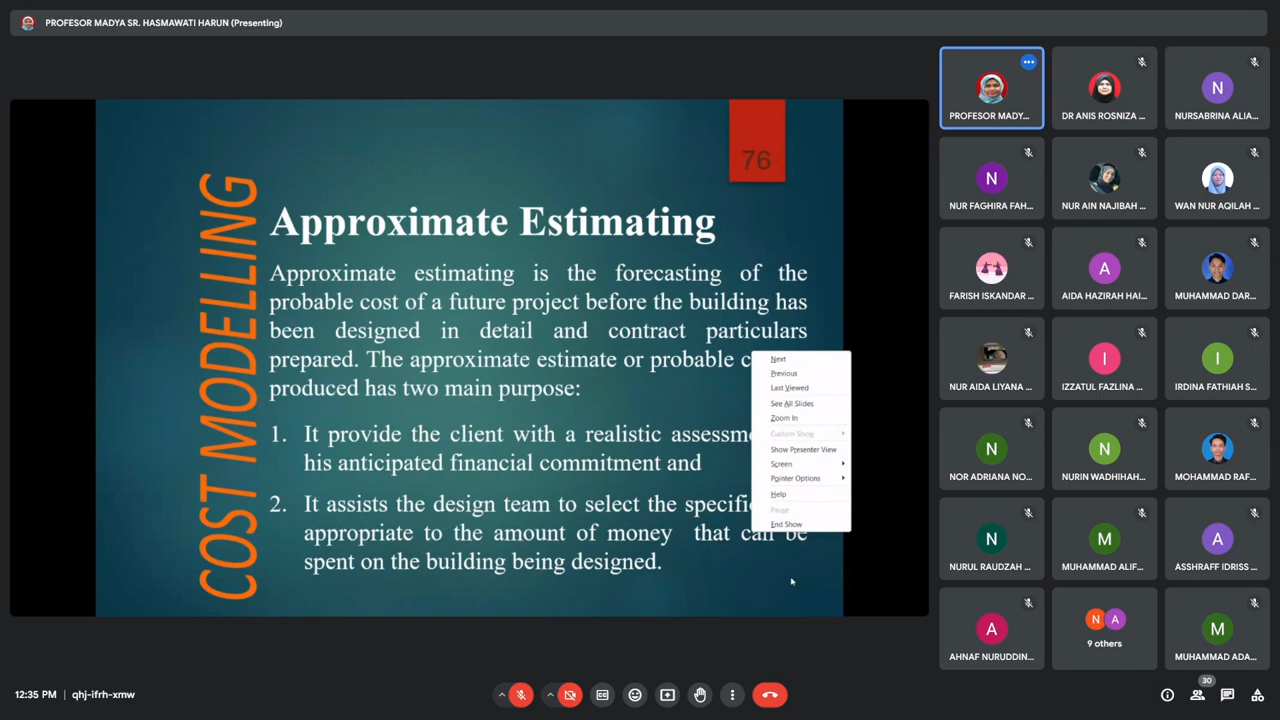 PROFESOR MADYA SR. HASMAWATI HARUN (Presenting)
76
COST MODELLING
Approximate Estimating
Approximate estimating is the forecasting of the
probable cost of a future project before the building has
been designed in detail and contract particulars
prepared. The approximate estimate or probable c
produced has two main purpose:
1. It provide the client with a realistic assessme
his anticipated financial commitment and
2. It assists the design team to select the specifi
appropriate to the amount of money that can be
spent on the building being designed.
Next
Previous
Last Viewed
See All Slides
Zoom In
Custom Show
Show Presenter View
Screen
Pointer Options
Help
Pause
End Show
PROFESOR MADY...
DR ANIS ROSNIZA ...
N
NURSABRINA ALIA...
N
NUR FAGHIRA FAH...
NUR AIN NAJIBAH ...
WAN NUR AQILAH ...
FARISH ISKANDAR ...
A
AIDA HAZIRAH HAI...
MUHAMMAD DAR...
NUR AIDA LIYANA ...
I
IZZATUL FAZLINA ...
I
IRDINA FATHIAH S...
N
NOR ADRIANA NO...
N
NURIN WADHIHAH...
MOHAMMAD RAF...
N
NURUL RAUDZAH ...
M
MUHAMMAD ALIF...
A
ASSHRAFF IDRISS ...
A
AHNAF NURUDDIN...
N A
9 others
M
MUHAMMAD ADA...
12:35 PM | qhj-ifrh-xmw
30